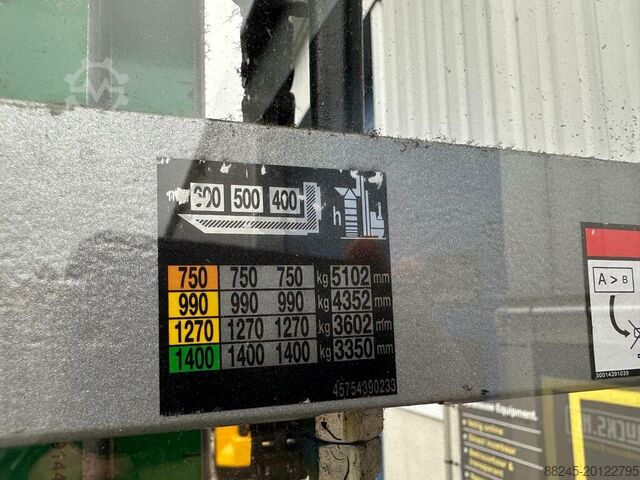 600 500 400
h
750 750 750 kg 5102 mm
990 990 990 kg 4352 mm
1270 1270 1270 kg 3602 mm
1400 1400 1400 kg 3350 mm
45754390233
A > B
50014391039
Equipment.
88245-20122795